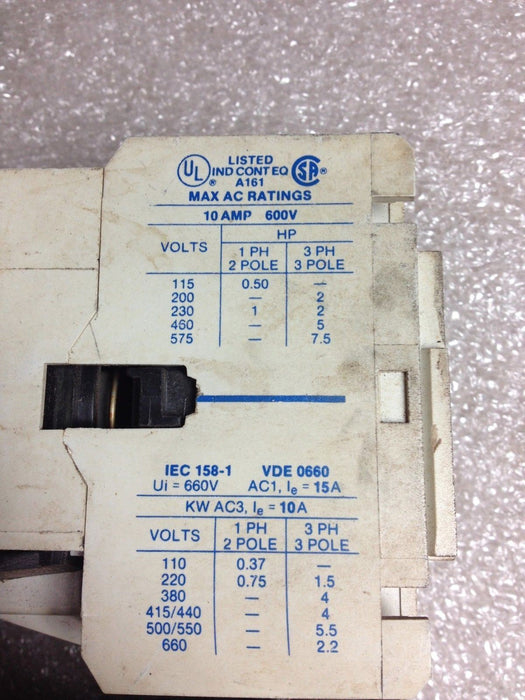 UL ® LISTED IND CONT EQ A161 SA ®
MAX AC RATINGS
10 AMP 600V
VOLTS HP
1 PH 2 POLE 3 PH 3 POLE
115 0.50 —
200 — 2
230 1 2
460 — 5
575 — 7.5
IEC 158-1 VDE 0660
Ui = 660V AC1, Ie = 15A
KW AC3, Ie = 10A
VOLTS 1 PH 2 POLE 3 PH 3 POLE
110 0.37 —
220 0.75 1.5
380 — 4
415/440 — 4
500/550 — 5.5
660 — 2.2